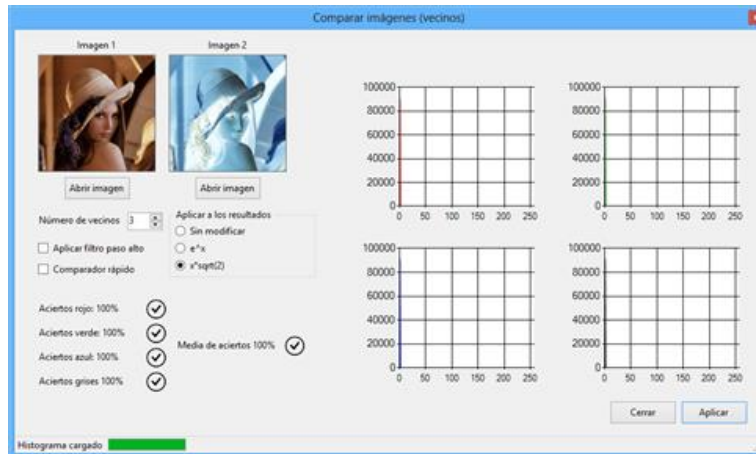 Comparar imágenes (vecinos)
Imagen 1
Imagen 2
Abrir imagen
Abrir imagen
Número de vecinos 3
Aplicar filtro paso alto
Comparador rápido
Aplicar a los resultados
Sin modificar
e^x
x*sqrt(2)
Aciertos rojo: 100%
Aciertos verde: 100%
Aciertos azul: 100%
Aciertos grises 100%
Media de aciertos 100%
100000
80000
60000
40000
20000
0
0 50 100 150 200 250
100000
80000
60000
40000
20000
0
0 50 100 150 200 250
100000
80000
60000
40000
20000
0
0 50 100 150 200 250
100000
80000
60000
40000
20000
0
0 50 100 150 200 250
Cerrar
Aplicar
Histograma cargado